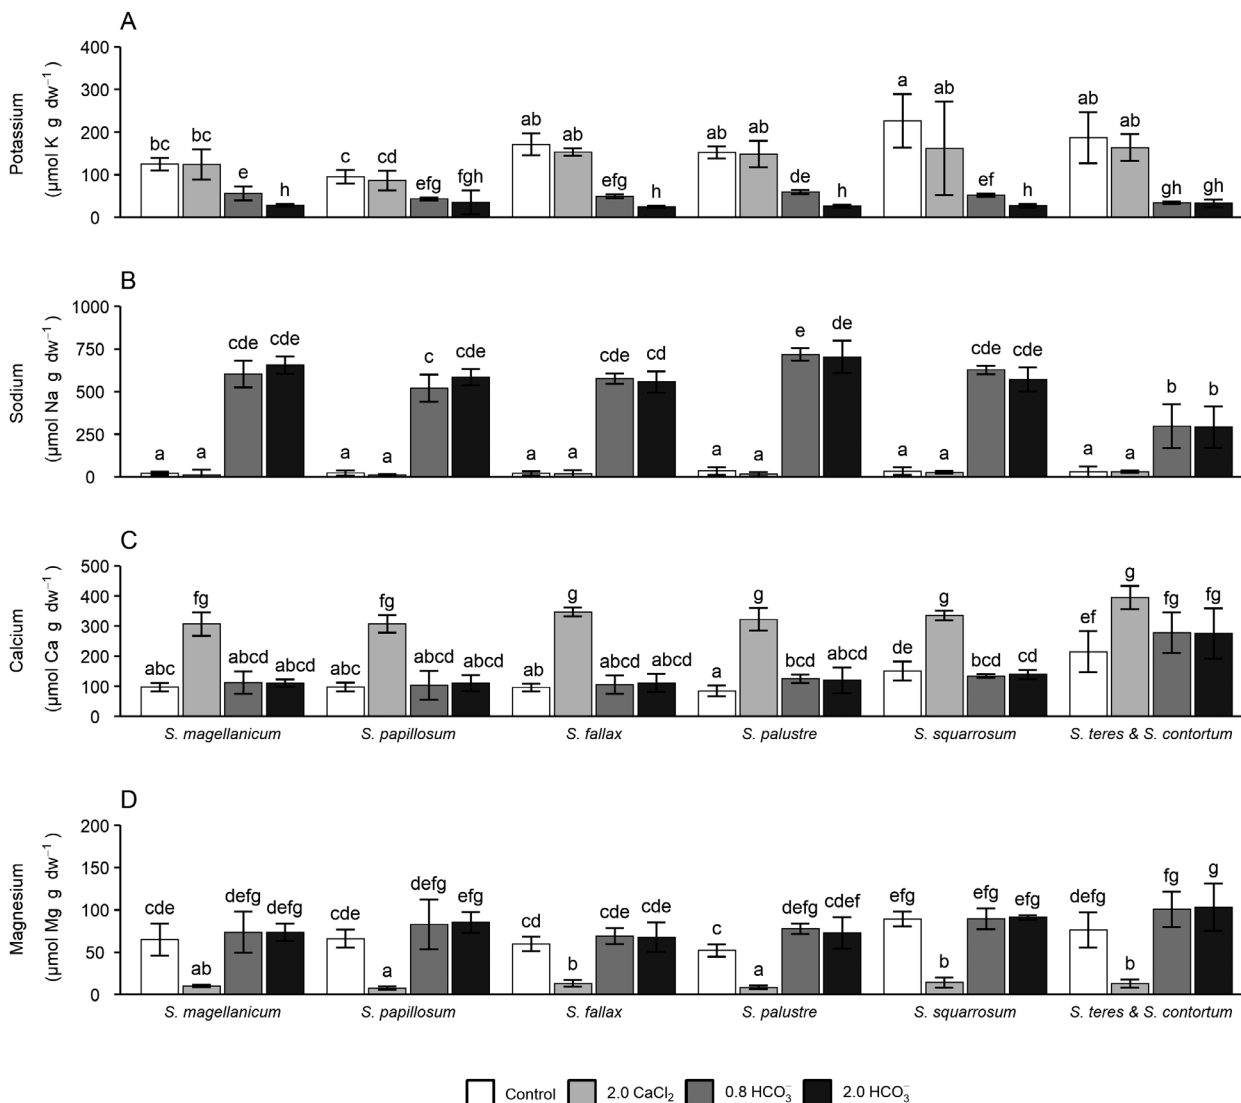 A
Potassium
(μmol K g dw⁻¹)
400
300
200
100
0
bc bc e h
c cd efg fgh
ab ab efg h
ab ab de h
a ab ef h
ab ab gh gh
B
Sodium
(μmol Na g dw⁻¹)
1000
750
500
250
0
a a cde cde
a a c cde
a a cde cd
a a e de
a a cde cde
a a b b
C
Calcium
(μmol Ca g dw⁻¹)
500
400
300
200
100
0
abc fg abcd abcd
abc fg abcd abcd
ab g abcd abcd
a g bcd abcd
de g bcd cd
ef g fg fg
S. magellanicum S. papillosum S. fallax S. palustre S. squarrosum S. teres & S. contortum
D
Magnesium
(μmol Mg g dw⁻¹)
200
150
100
50
0
cde ab defg defg
cde a defg efg
cd b cde cde
c a defg cdef
efg b efg efg
defg b fg g
S. magellanicum S. papillosum S. fallax S. palustre S. squarrosum S. teres & S. contortum
Control 2.0 CaCl₂ 0.8 HCO₃⁻ 2.0 HCO₃⁻